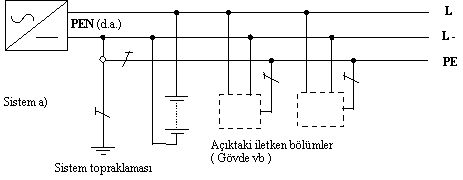 L
PEN (d.a.)
L -
PE
Sistem a)
Açıktaki iletken bölümler
( Gövde vb )
Sistem topraklaması